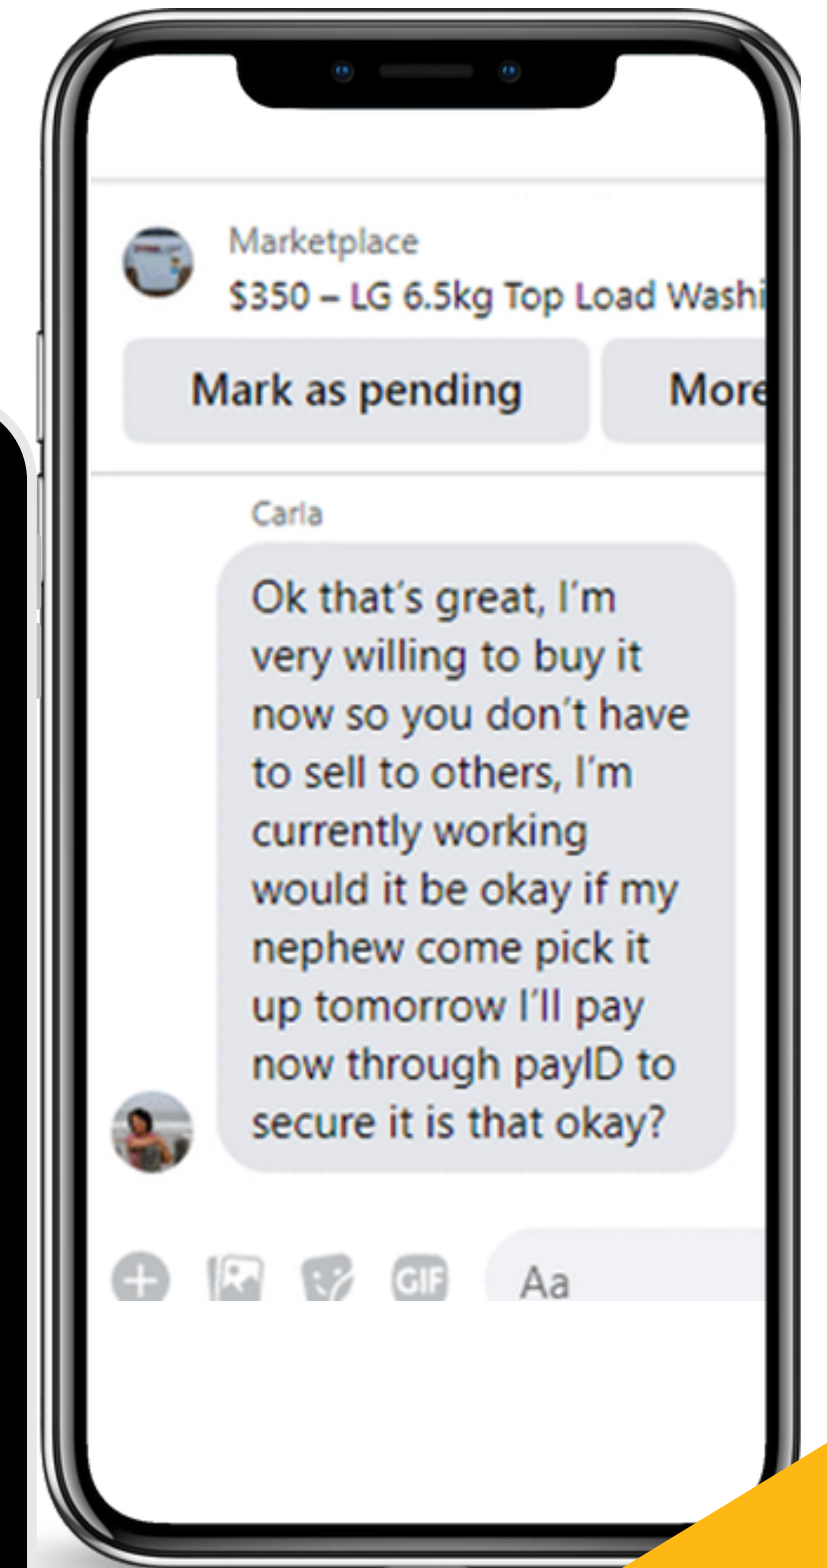 Marketplace
$350 – LG 6.5kg Top Load Washi
Mark as pending
More
Carla
Ok that's great, I'm
very willing to buy it
now so you don't have
to sell to others, I'm
currently working
would it be okay if my
nephew come pick it
up tomorrow I'll pay
now through payID to
secure it is that okay?
GIF
Aa